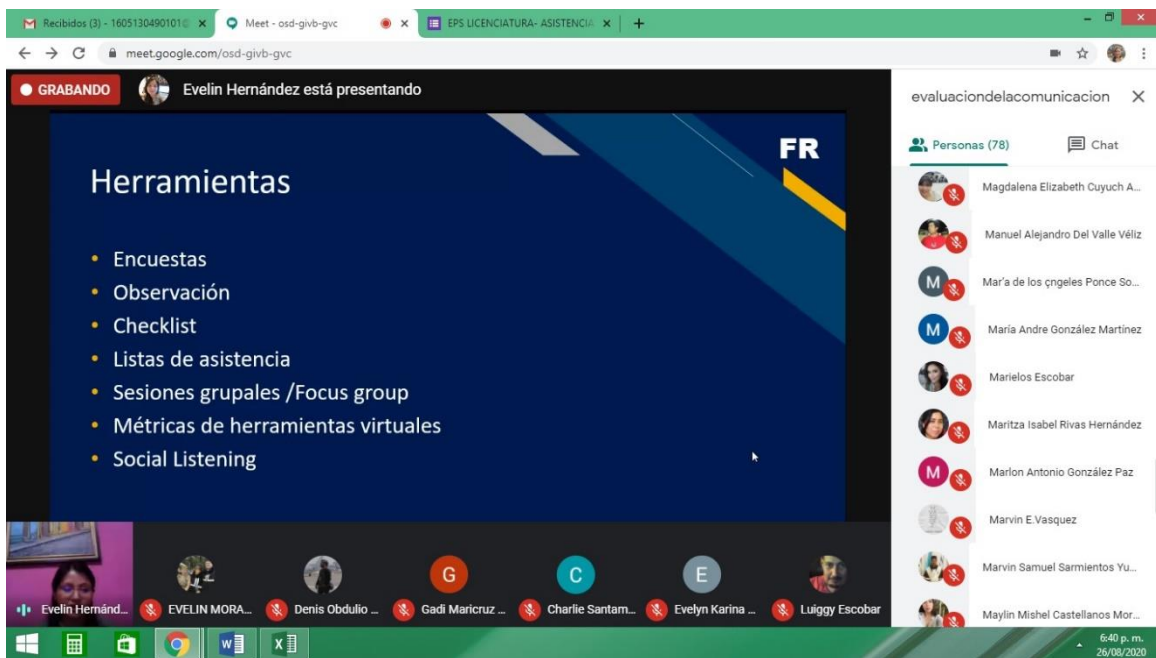 Recibidos (3) - 1605130490101@
Meet - osd-givb-gvc
EPS LICENCIATURA- ASISTENCIA
meet.google.com/osd-givb-gvc
GRABANDO
Evelin Hernández está presentando
evaluaciondelacomunicacion
Personas (78)
Chat
FR
Herramientas
• Encuestas
• Observación
• Checklist
• Listas de asistencia
• Sesiones grupales /Focus group
• Métricas de herramientas virtuales
• Social Listening
Magdalena Elizabeth Cuyuch A...
Manuel Alejandro Del Valle Véliz
M
Mar'a de los çngeles Ponce So...
M
María Andre González Martínez
Marielos Escobar
Maritza Isabel Rivas Hernández
M
Marlon Antonio González Paz
Marvin E.Vasquez
Marvin Samuel Sarmientos Yu...
Maylin Mishel Castellanos Mor...
G
C
E
Evelin Hernánd...
EVELIN MORA...
Denis Obdulio ...
Gadi Maricruz ...
Charlie Santam...
Evelyn Karina ...
Luiggy Escobar
6:40 p. m.
26/08/2020